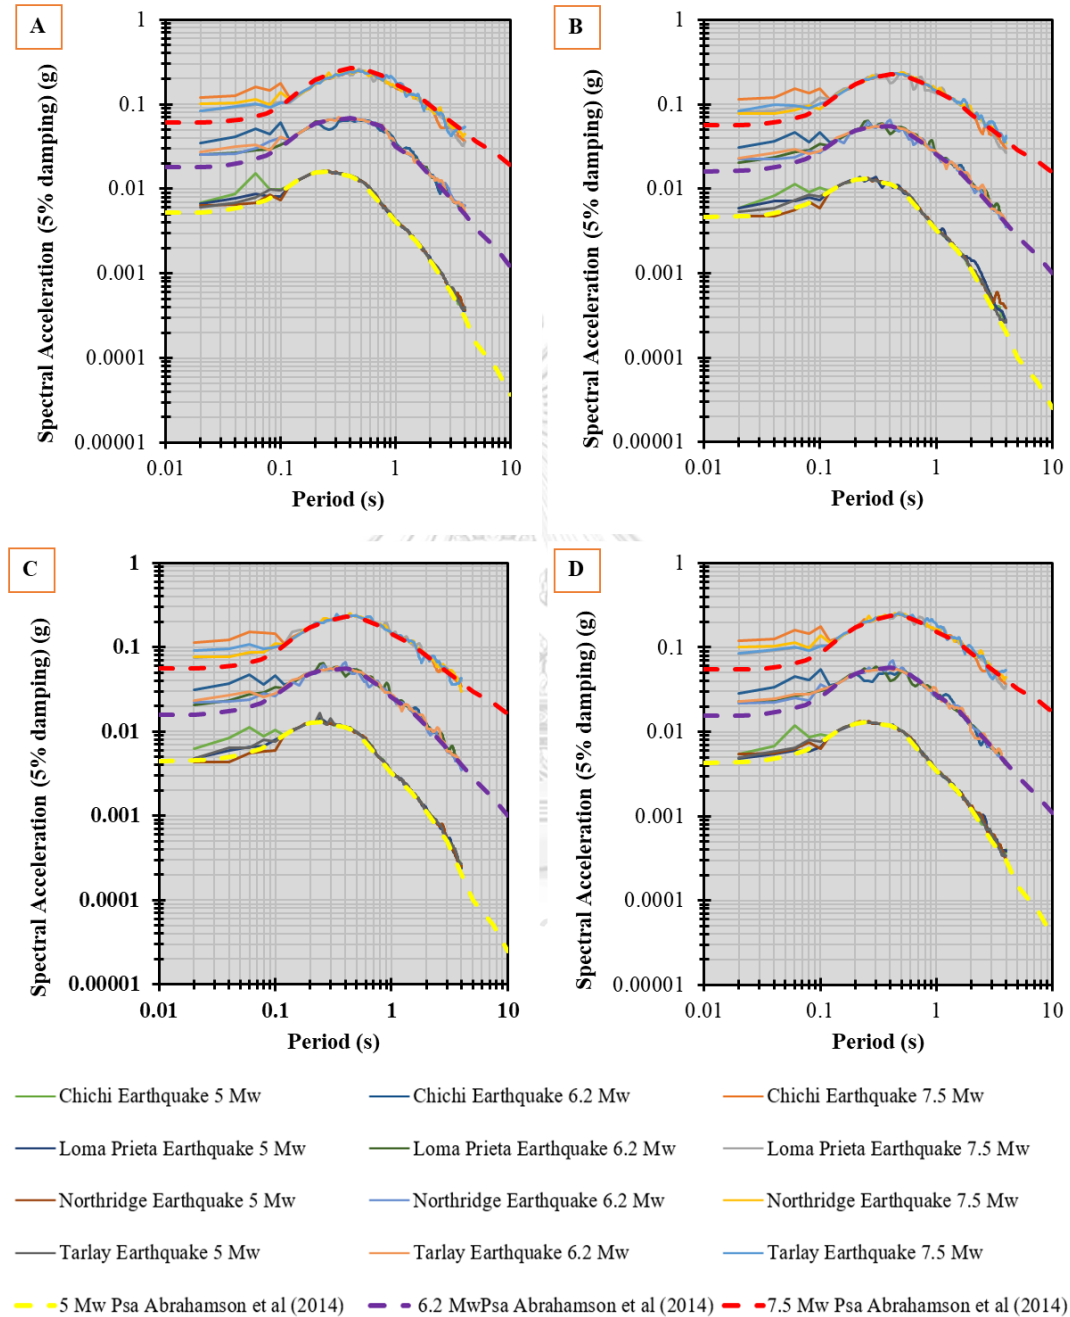 A
Spectral Acceleration (5% damping) (g)
1
0.1
0.01
0.001
0.0001
0.00001
0.01 0.1 1 10
Period (s)
B
Spectral Acceleration (5% damping) (g)
1
0.1
0.01
0.001
0.0001
0.00001
0.01 0.1 1 10
Period (s)
C
Spectral Acceleration (5% damping) (g)
1
0.1
0.01
0.001
0.0001
0.00001
0.01 0.1 1 10
Period (s)
D
Spectral Acceleration (5% damping) (g)
1
0.1
0.01
0.001
0.0001
0.00001
0.01 0.1 1 10
Period (s)
Chichi Earthquake 5 Mw Chichi Earthquake 6.2 Mw Chichi Earthquake 7.5 Mw
Loma Prieta Earthquake 5 Mw Loma Prieta Earthquake 6.2 Mw Loma Prieta Earthquake 7.5 Mw
Northridge Earthquake 5 Mw Northridge Earthquake 6.2 Mw Northridge Earthquake 7.5 Mw
Tarlay Earthquake 5 Mw Tarlay Earthquake 6.2 Mw Tarlay Earthquake 7.5 Mw
5 Mw Psa Abrahamson et al (2014) 6.2 MwPsa Abrahamson et al (2014) 7.5 Mw Psa Abrahamson et al (2014)